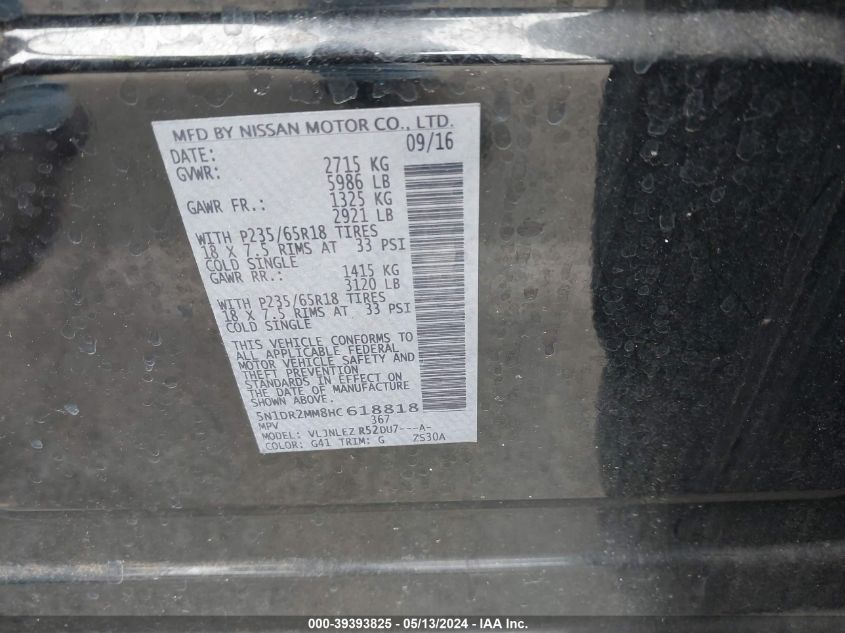 MFD BY NISSAN MOTOR CO., LTD.
DATE: 09/16
GVWR: 2715 KG
5986 LB
GAWR FR.: 1325 KG
2921 LB
WITH P235/65R18 TIRES
18 X 7.5 RIMS AT 33 PSI
COLD SINGLE
GAWR RR.: 1415 KG
3120 LB
WITH P235/65R18 TIRES
18 X 7.5 RIMS AT 33 PSI
COLD SINGLE
THIS VEHICLE CONFORMS TO
ALL APPLICABLE FEDERAL
MOTOR VEHICLE SAFETY AND
THEFT PREVENTION
STANDARDS IN EFFECT ON
THE DATE OF MANUFACTURE
SHOWN ABOVE.
5N1DR2MM8HC618818
MPV 367
MODEL: VLJNLEZ R52DU7---A-
COLOR: G41 TRIM: G ZS30A
000-39393825 - 05/13/2024 - IAA Inc.